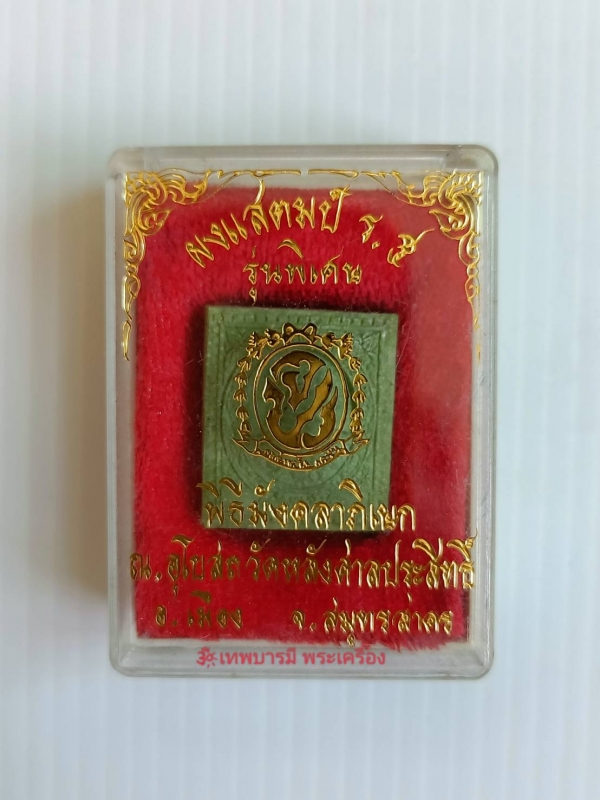 ผงแสตมป์ ร.๕
รุ่นพิเศษ
พิธีมังคลาภิเษก
ณ.อุโบสถ วัดหลังศาลประสิทธิ์
อ.เมือง จ.สมุทรสาคร
เทพบารมี พระเครื่อง